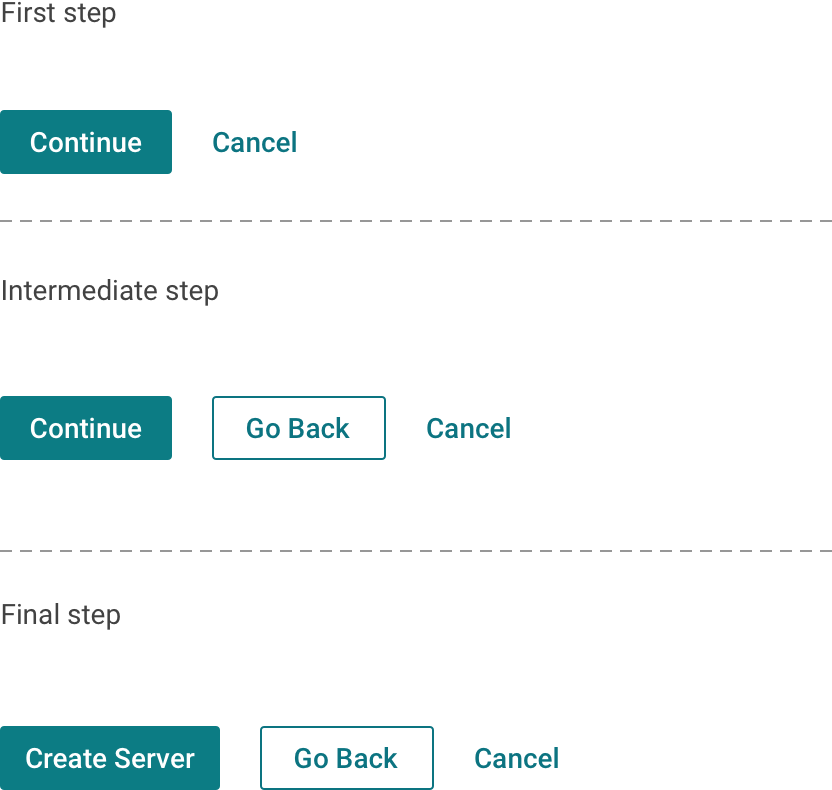 First step
Continue Cancel
Intermediate step
Continue Go Back Cancel
Final step
Create Server Go Back Cancel